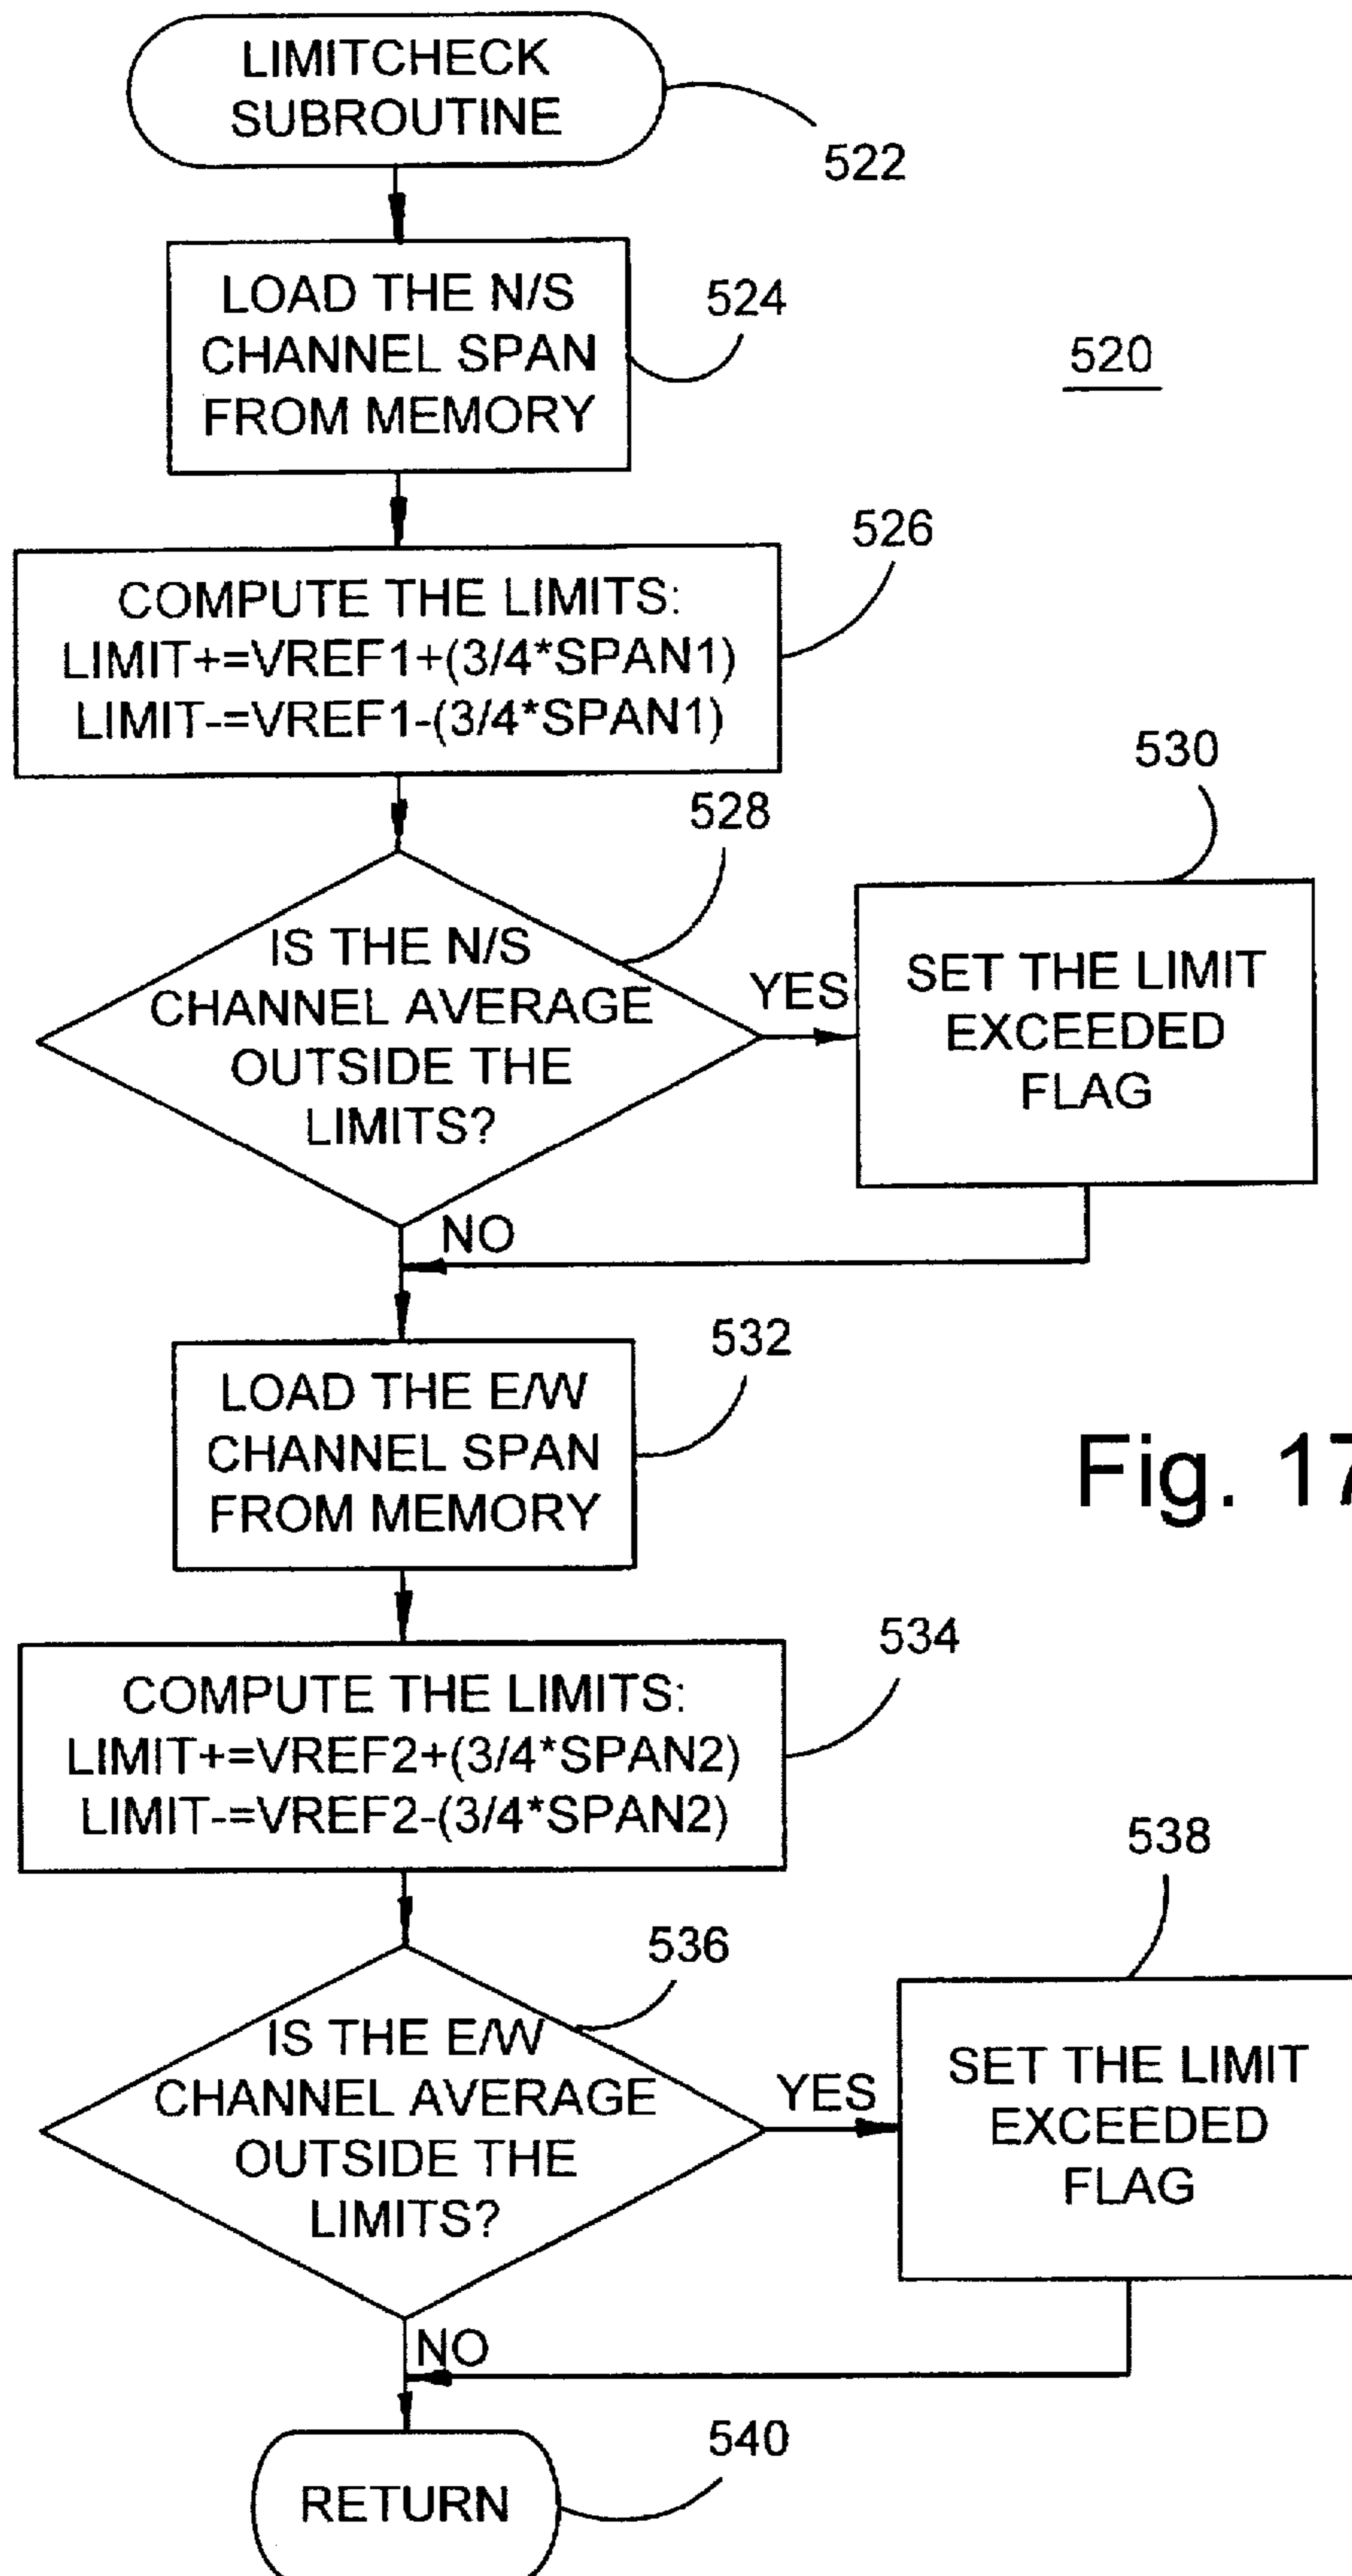 LIMITCHECK
SUBROUTINE
522
LOAD THE N/S
CHANNEL SPAN
FROM MEMORY
524
520
526
COMPUTE THE LIMITS:
LIMIT+=VREF1+(3/4*SPAN1)
LIMIT-=VREF1-(3/4*SPAN1)
528
530
IS THE N/S
CHANNEL AVERAGE
OUTSIDE THE
LIMITS?
YES
SET THE LIMIT
EXCEEDED
FLAG
NO
532
LOAD THE E/W
CHANNEL SPAN
FROM MEMORY
Fig. 17
534
COMPUTE THE LIMITS:
LIMIT+=VREF2+(3/4*SPAN2)
LIMIT-=VREF2-(3/4*SPAN2)
536
538
IS THE E/W
CHANNEL AVERAGE
OUTSIDE THE
LIMITS?
YES
SET THE LIMIT
EXCEEDED
FLAG
NO
540
RETURN